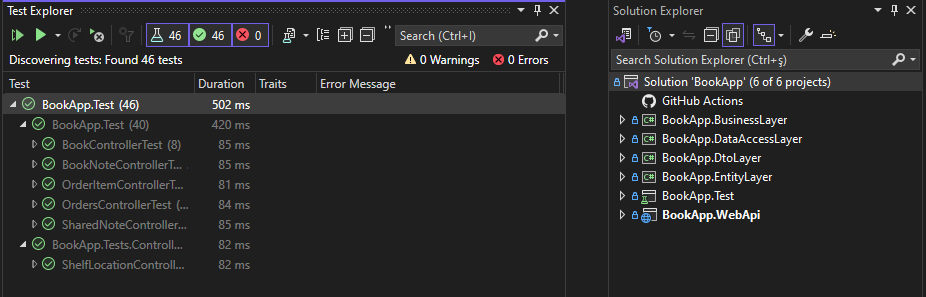 Test Explorer
46 46 0
Search (Ctrl+I)
Discovering tests: Found 46 tests
0 Warnings
0 Errors
Test Duration Traits Error Message
BookApp.Test (46) 502 ms
BookApp.Test (40) 420 ms
BookControllerTest (8) 85 ms
BookNoteControllerT... 85 ms
OrderItemControllerT... 81 ms
OrdersControllerTest (... 84 ms
SharedNoteController... 85 ms
BookApp.Tests.Controll... 82 ms
ShelfLocationControll... 82 ms
Solution Explorer
Search Solution Explorer (Ctrl+ş)
Solution 'BookApp' (6 of 6 projects)
GitHub Actions
C# BookApp.BusinessLayer
C# BookApp.DataAccessLayer
C# BookApp.DtoLayer
C# BookApp.EntityLayer
BookApp.Test
BookApp.WebApi